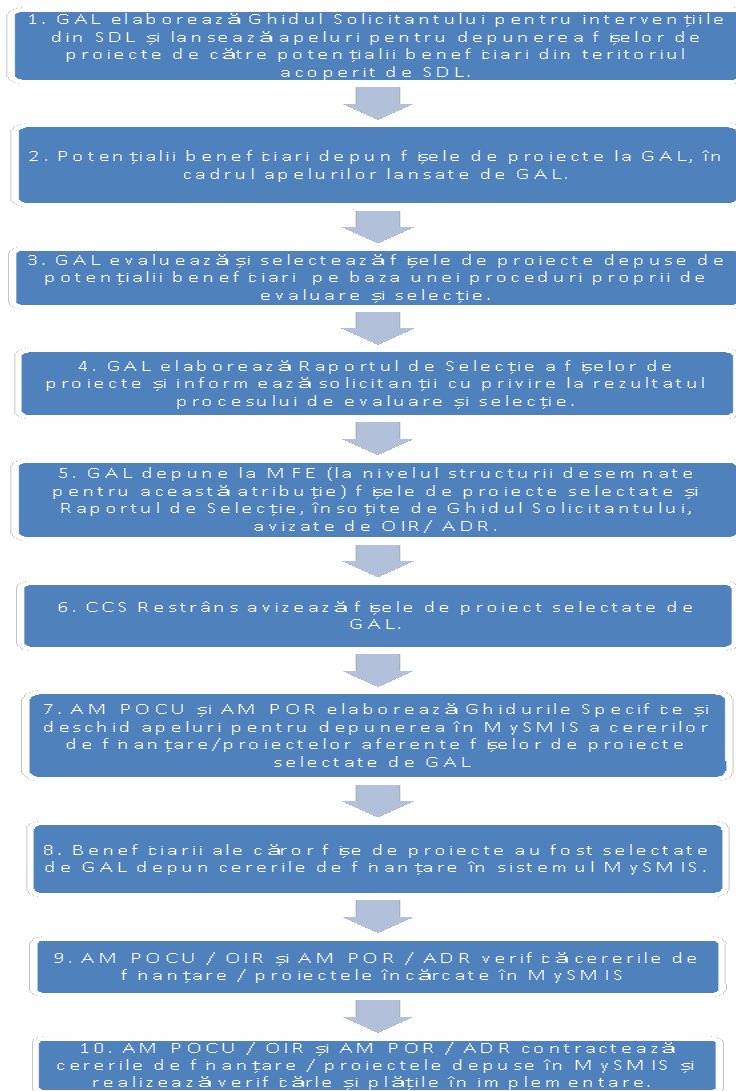 1. GAL elaborează Ghidul Solicitantului pentru intervențiile
din SDL și lansează apeluri pentru depunerea fișelor de
proiecte de către potențialii beneficiari din teritoriul
acoperit de SDL.
2. Potențialii beneficiari depun fișele de proiecte la GAL, în
cadrul apelurilor lansate de GAL.
3. GAL evaluează și selectează fișele de proiecte depuse de
potențialii beneficiari pe baza unei proceduri proprii de
evaluare și selecție.
4. GAL elaborează Raportul de Selecție a fișelor de
proiecte și informează solicitanții cu privire la rezultatul
procesului de evaluare și selecție.
5. GAL depune la MFE (la nivelul structurii desemnate
pentru această atribuție) fișele de proiecte selectate și
Raportul de Selecție, însoțite de Ghidul Solicitantului,
avizate de OIR/ ADR.
6. CCS Restrâns avizează fișele de proiect selectate de
GAL.
7. AM POCU și AM POR elaborează Ghidurile Specifice și
deschid apeluri pentru depunerea în MySMIS a cererilor
de finanțare/proiectelor aferente fișelor de proiecte
selectate de GAL
8. Beneficiarii ale căror fișe de proiecte au fost selectate
de GAL depun cererile de finanțare în sistemul MySMIS.
9. AM POCU / OIR și AM POR / ADR verifică cererile de
finanțare / proiectele încărcate în MySMIS
10. AM POCU / OIR și AM POR / ADR contractează
cererile de finanțare / proiectele depuse în MySMIS și
realizează verificările și plățile în implementare.